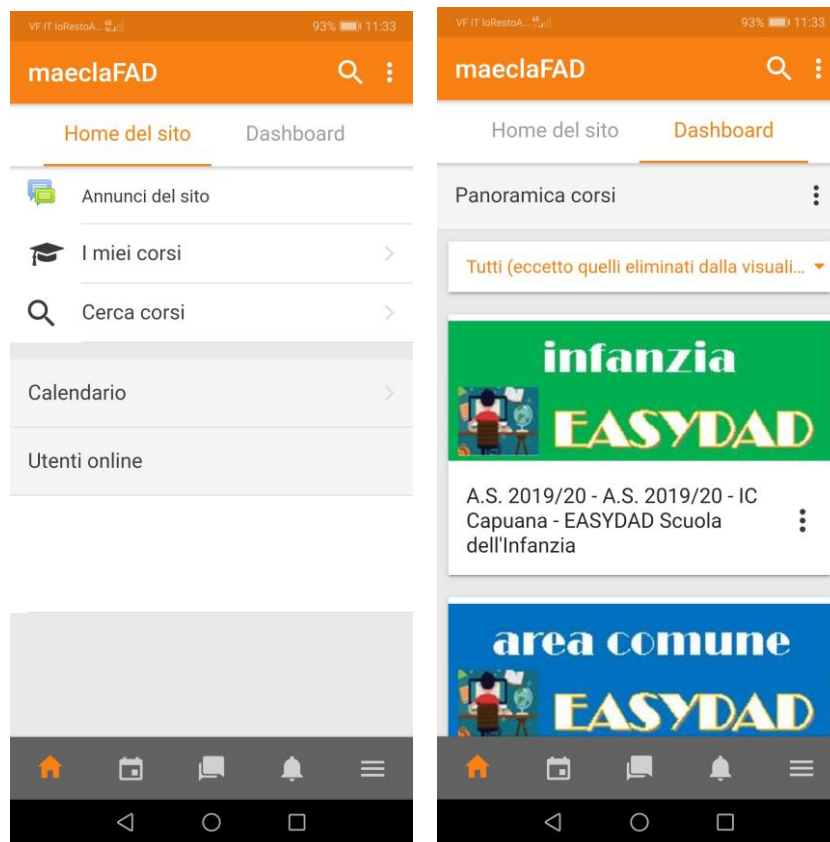 VF IT IoRestoA...
93% 11:33
maeclaFAD
Home del sito Dashboard
Annunci del sito
I miei corsi
Cerca corsi
Calendario
Utenti online
VF IT IoRestoA...
93% 11:33
maeclaFAD
Home del sito Dashboard
Panoramica corsi
Tutti (eccetto quelli eliminati dalla visuali...
infanzia
EASYDAD
A.S. 2019/20 - A.S. 2019/20 - IC
Capuana - EASYDAD Scuola
dell'Infanzia
area comune
EASYDAD